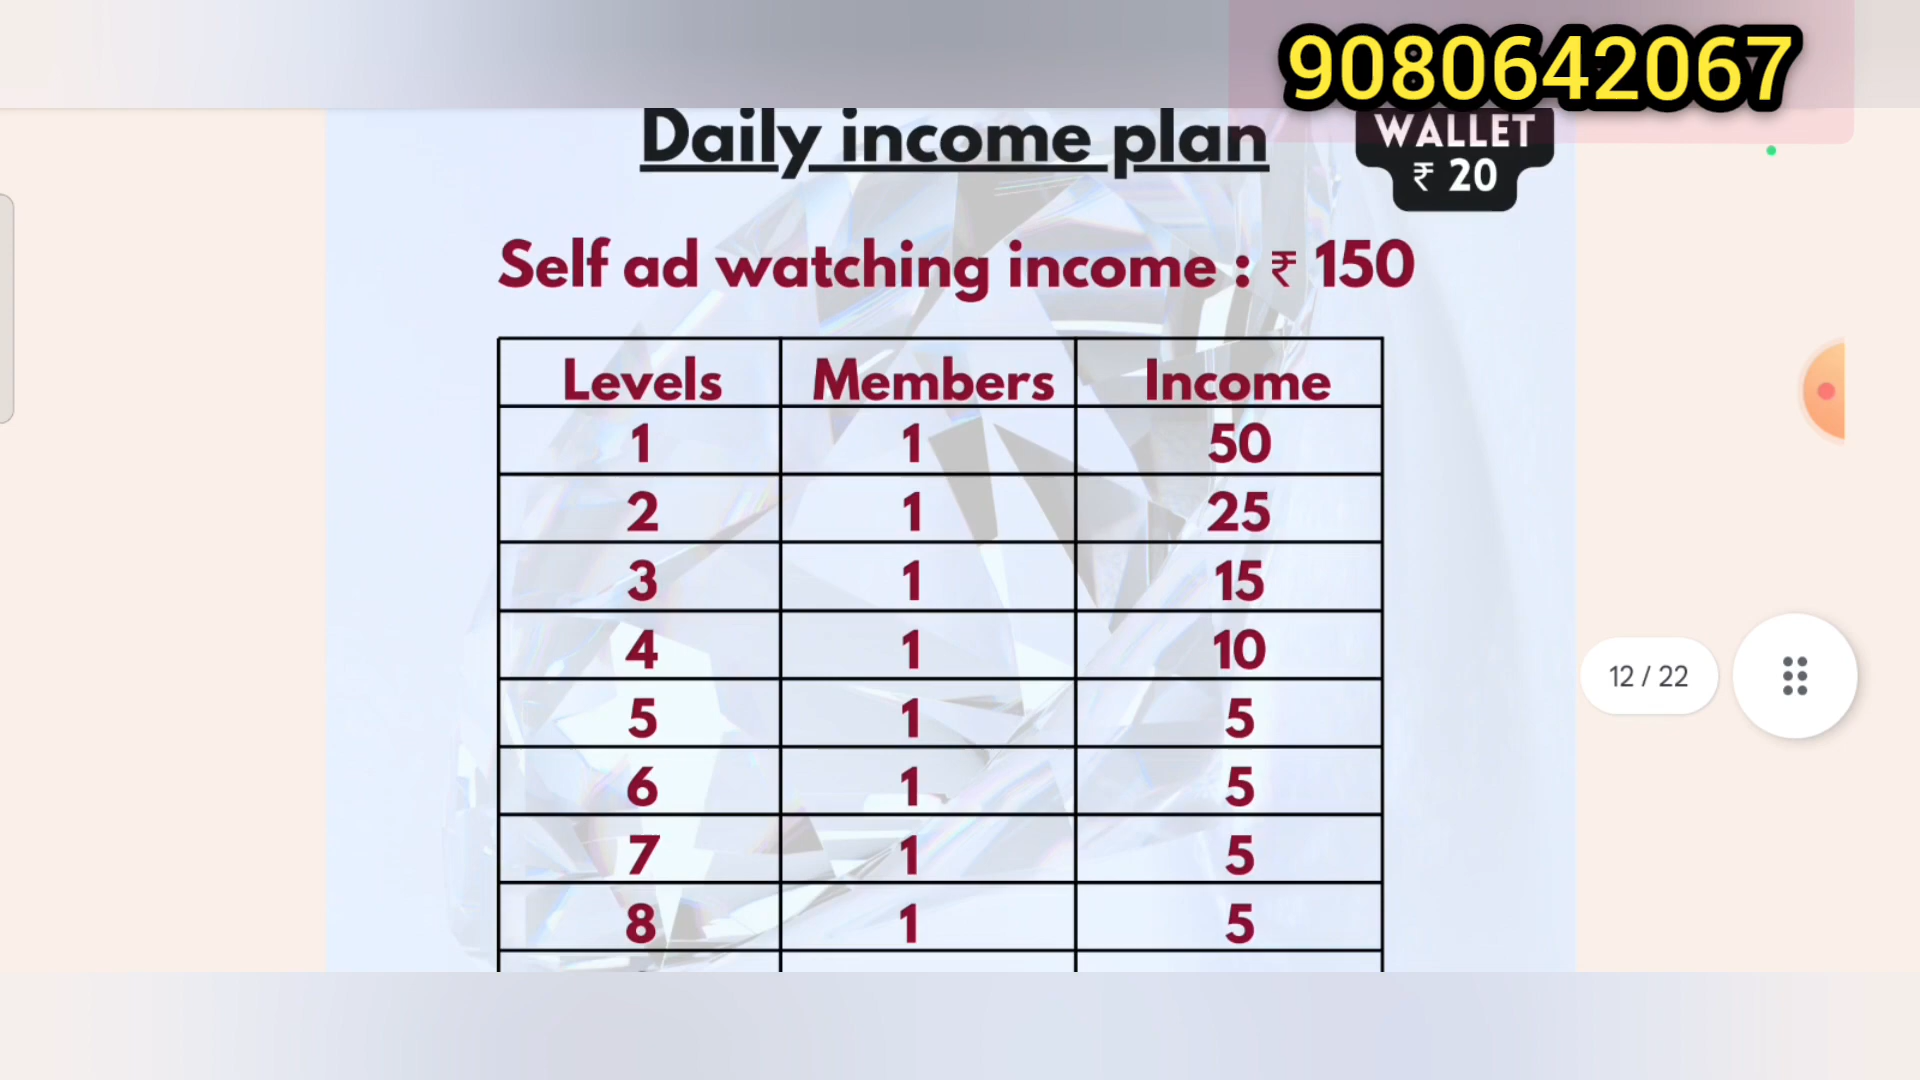 9080642067
Daily income plan
WALLET
₹ 20
Self ad watching income : ₹ 150
Levels Members Income
1 1 50
2 1 25
3 1 15
4 1 10
5 1 5
6 1 5
7 1 5
8 1 5
12 / 22